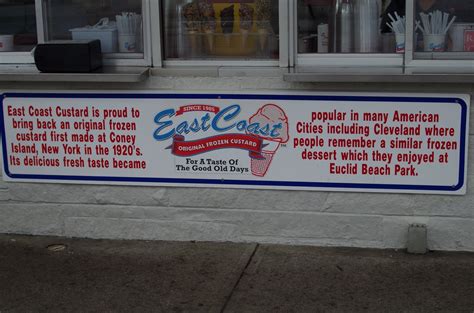 East Coast Custard is proud to
bring back an original frozen
custard first made at Coney
Island, New York in the 1920's.
Its delicious fresh taste became
SINCE 1985
East Coast
ORIGINAL FROZEN CUSTARD
For A Taste Of
The Good Old Days
popular in many American
Cities including Cleveland where
people remember a similar frozen
dessert which they enjoyed at
Euclid Beach Park.